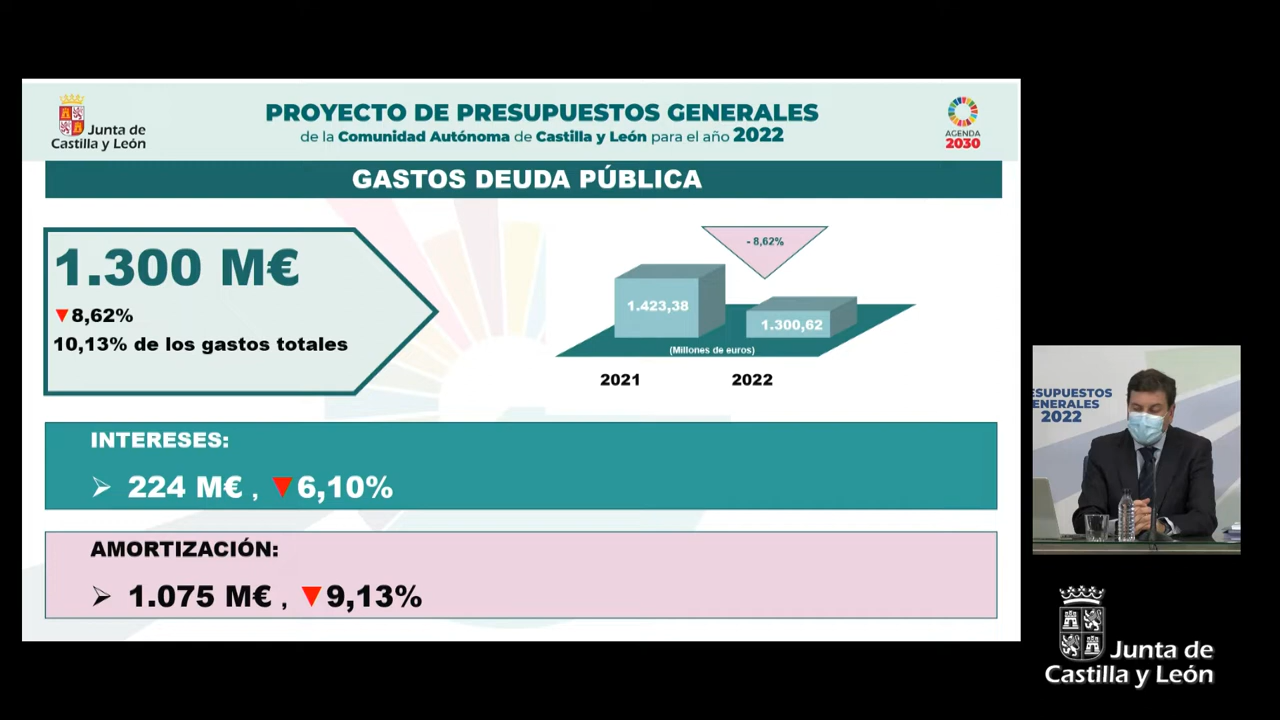 Junta de
Castilla y León
PROYECTO DE PRESUPUESTOS GENERALES
de la Comunidad Autónoma de Castilla y León para el año 2022
AGENDA
2030
GASTOS DEUDA PÚBLICA
1.300 M€
▼8,62%
10,13% de los gastos totales
- 8,62%
1.423,38
1.300,62
(Millones de euros)
2021
2022
INTERESES:
➢ 224 M€ , ▼6,10%
AMORTIZACIÓN:
➢ 1.075 M€ , ▼9,13%
ESUPUESTOS
ENERALES
2022
Junta de
Castilla y León